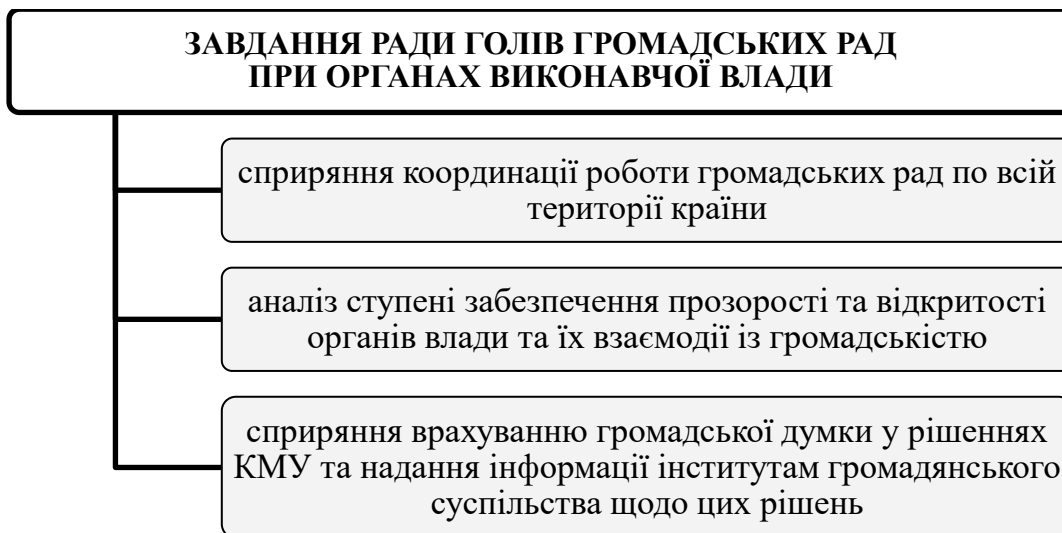 ЗАВДАННЯ РАДИ ГОЛІВ ГРОМАДСЬКИХ РАД
ПРИ ОРГАНАХ ВИКОНАВЧОЇ ВЛАДИ
сприряння координації роботи громадських рад по всій
території країни
аналіз ступені забезпечення прозорості та відкритості
органів влади та їх взаємодії із громадськістю
сприряння врахуванню громадської думки у рішеннях
КМУ та надання інформації інститутам громадянського
суспільства щодо цих рішень